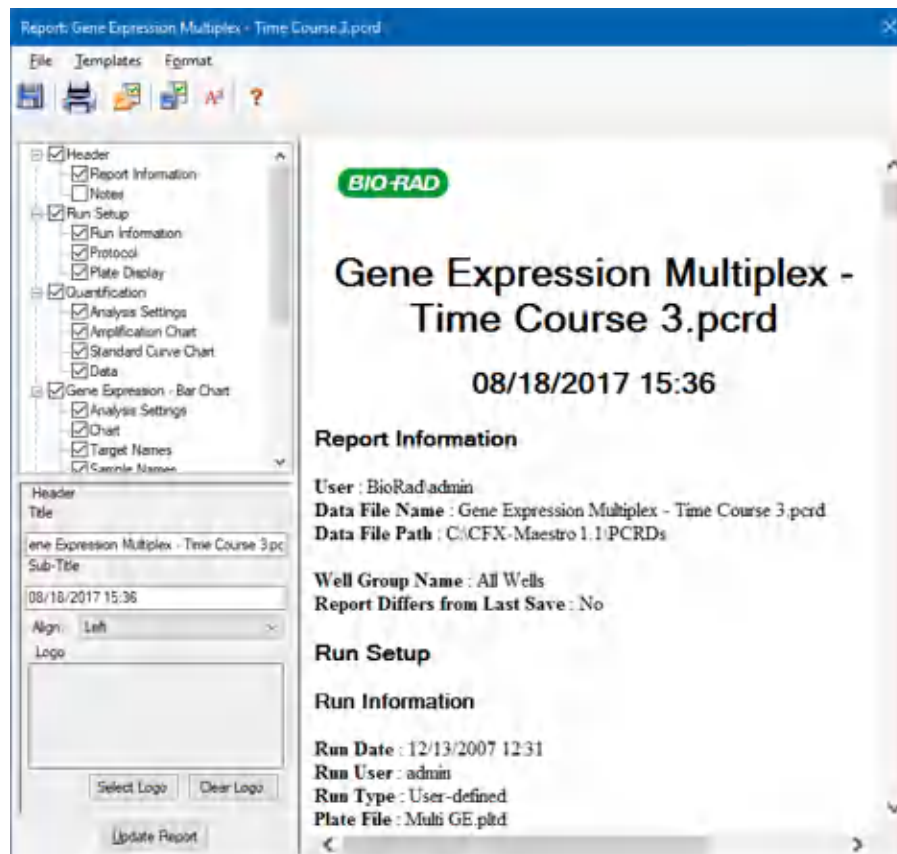 Report: Gene Expression Multiplex - Time Course 3.pcrd
File Templates Format
?
Header
Report Information
Notes
Run Setup
Run Information
Protocol
Plate Display
Quantification
Analysis Settings
Amplification Chart
Standard Curve Chart
Data
Gene Expression - Bar Chart
Analysis Settings
Chart
Target Names
Sample Names
Header
Title
ene Expression Multiplex - Time Course 3.pc
Sub-Title
08/18/2017 15:36
Align: Left
Logo
Select Logo Clear Logo
Update Report
BIO-RAD
Gene Expression Multiplex -
Time Course 3.pcrd
08/18/2017 15:36
Report Information
User : BioRad\admin
Data File Name : Gene Expression Multiplex - Time Course 3.pcrd
Data File Path : C:\CFX-Maestro 1.1\PCRDs
Well Group Name : All Wells
Report Differs from Last Save : No
Run Setup
Run Information
Run Date : 12/13/2007 12:31
Run User : admin
Run Type : User-defined
Plate File : Multi GE.pltd